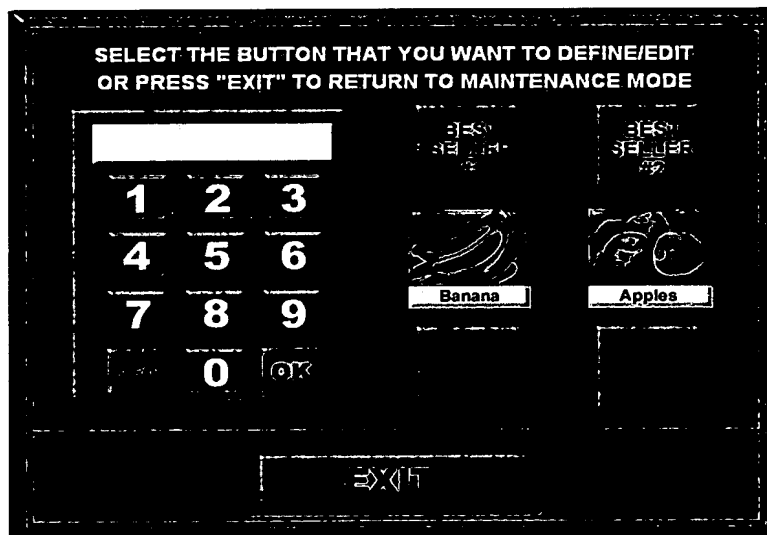 SELECT THE BUTTON THAT YOU WANT TO DEFINE/EDIT
OR PRESS "EXIT" TO RETURN TO MAINTENANCE MODE
BEST
SELLER
BEST
SELLER
#2
1 2 3
4 5 6
7 8 9
0 OK
Banana
Apples
EXIT